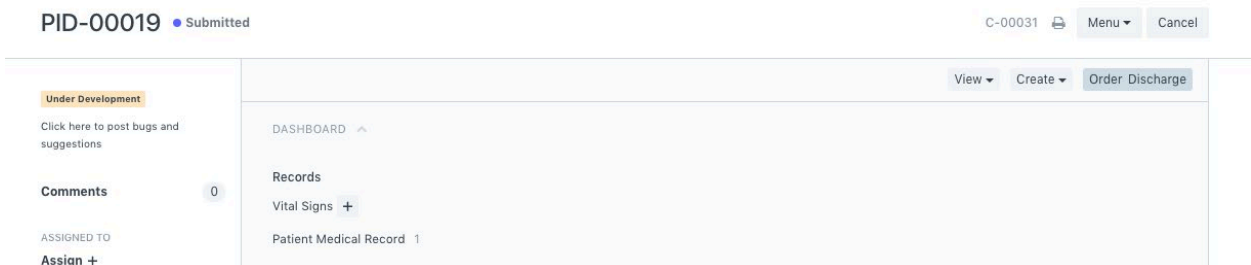 PID-00019 Submitted
C-00031 Menu Cancel
View Create Order Discharge
Under Development
Click here to post bugs and
suggestions
Comments 0
ASSIGNED TO
Assign +
DASHBOARD
Records
Vital Signs +
Patient Medical Record 1